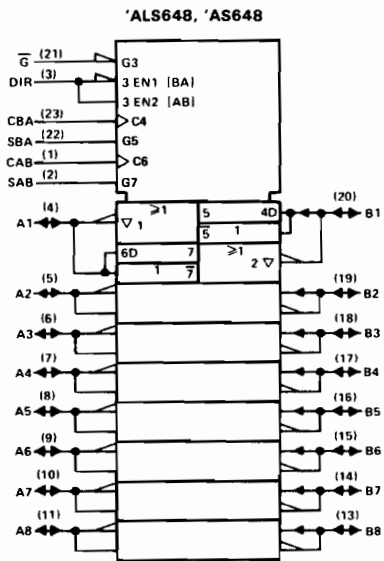 'ALS648, 'AS648
G̅ (21) G3
DIR (3) 3 EN1 [BA]
3 EN2 [AB]
CBA (23) C4
SBA (22) G5
CAB (1) C6
SAB (2) G7
A1 (4) ≥1 5 4D (20) B1
▽ 1 5̅ 1
6D 7 ≥1
1 7̅ 2 ▽
A2 (5) (19) B2
A3 (6) (18) B3
A4 (7) (17) B4
A5 (8) (16) B5
A6 (9) (15) B6
A7 (10) (14) B7
A8 (11) (13) B8